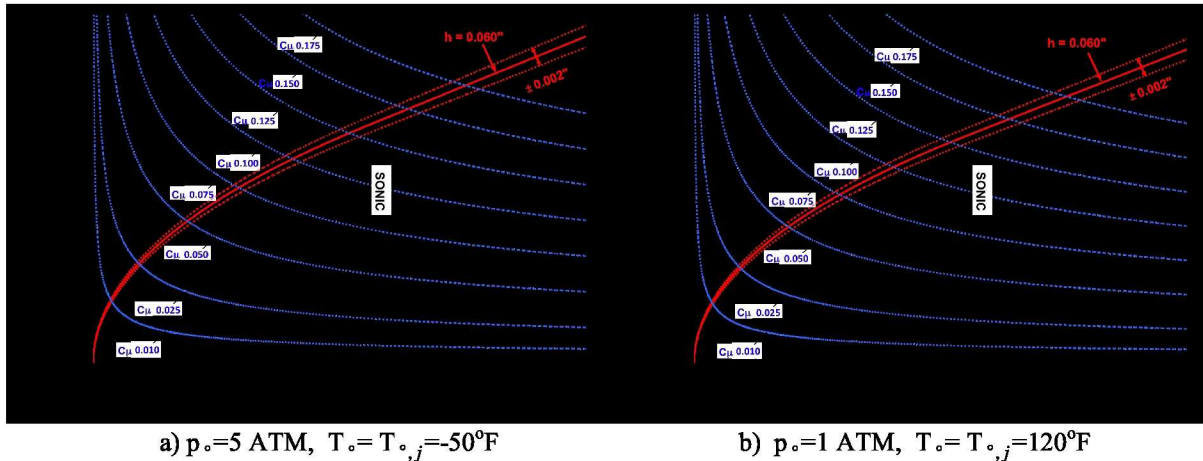 Cμ 0.175
h = 0.060"
± 0.002"
Cμ 0.150
Cμ 0.125
Cμ 0.100
SONIC
Cμ 0.075
Cμ 0.050
Cμ 0.025
Cμ 0.010
a) p∘=5 ATM, T∘= T∘,j=-50°F
Cμ 0.175
h = 0.060"
± 0.002"
Cμ 0.150
Cμ 0.125
Cμ 0.100
SONIC
Cμ 0.075
Cμ 0.050
Cμ 0.025
Cμ 0.010
b) p∘=1 ATM, T∘= T∘,j=120°F